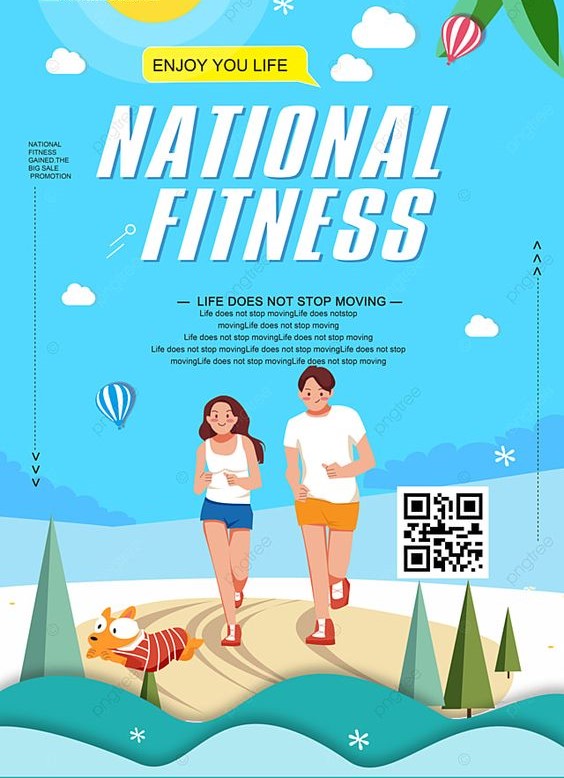 ENJOY YOU LIFE
NATIONAL
FITNESS
NATIONAL
FITNESS
GAINED.THE
BIG SALE
PROMOTION
— LIFE DOES NOT STOP MOVING —
Life does not stop movingLife does notstop
movingLife does not stop moving
Life does not stop movingLife does not stop moving
Life does not stop movingLife does not stop movingLife does not stop
movingLife does not stop movingLife does not stop moving
pngtree